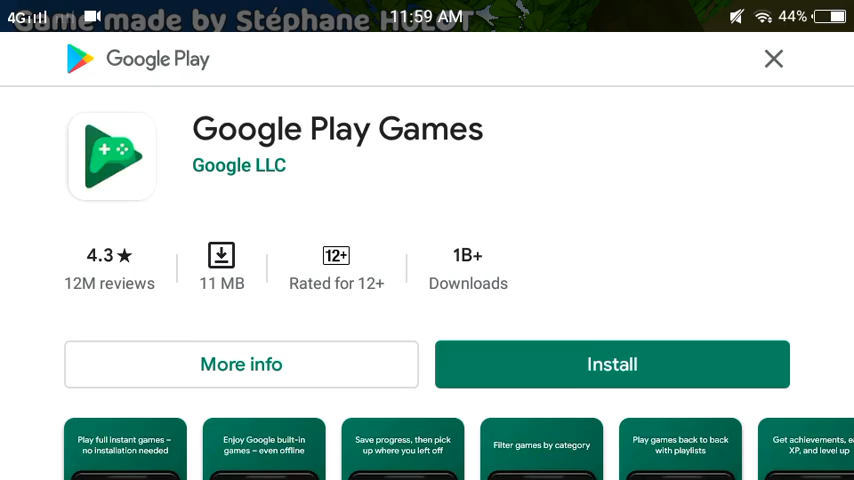 4G
Game made by Stéphane HULOT
11:59 AM
44%
Google Play
Google Play Games
Google LLC
4.3★
12M reviews
11 MB
12+
Rated for 12+
1B+
Downloads
More info
Install
Play full instant games –
no installation needed
Enjoy Google built-in
games – even offline
Save progress, then pick
up where you left off
Filter games by category
Play games back to back
with playlists
Get achievements, ea
XP, and level up